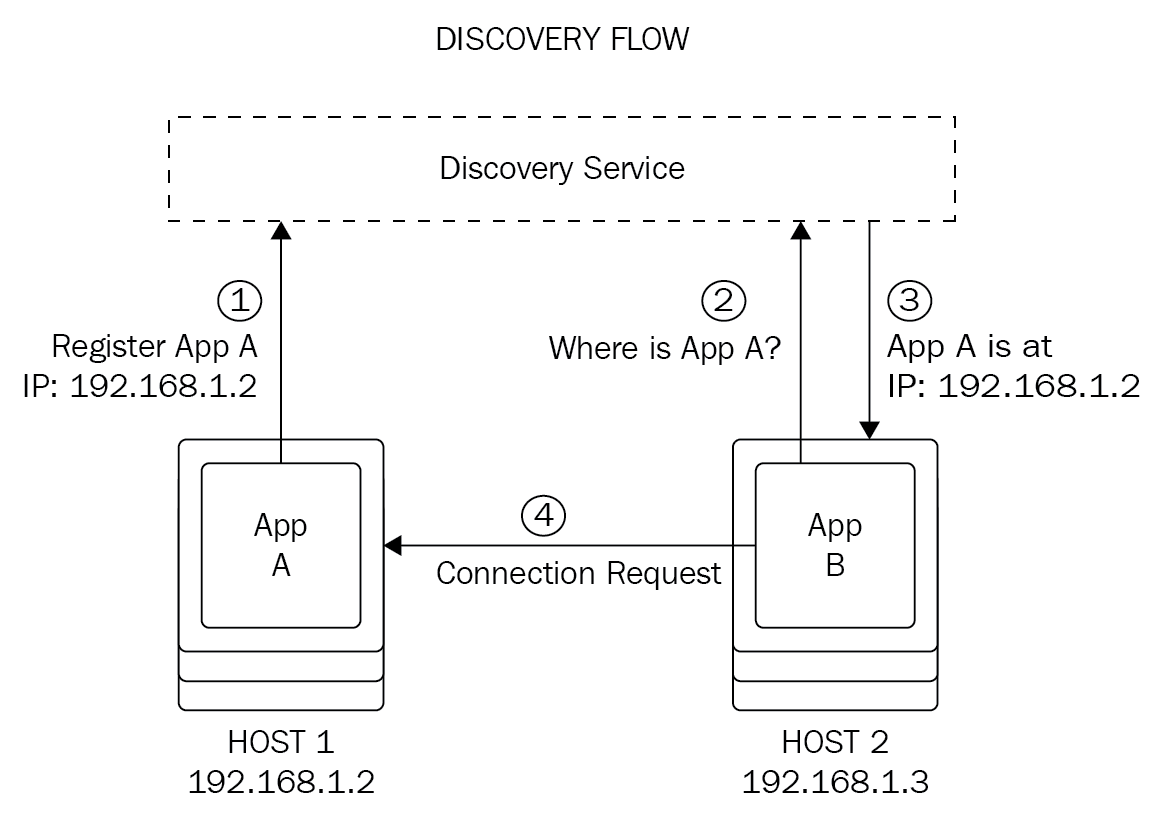 DISCOVERY FLOW
Discovery Service
1
Register App A
IP: 192.168.1.2
2
Where is App A?
3
App A is at
IP: 192.168.1.2
App
A
4
Connection Request
App
B
HOST 1
192.168.1.2
HOST 2
192.168.1.3